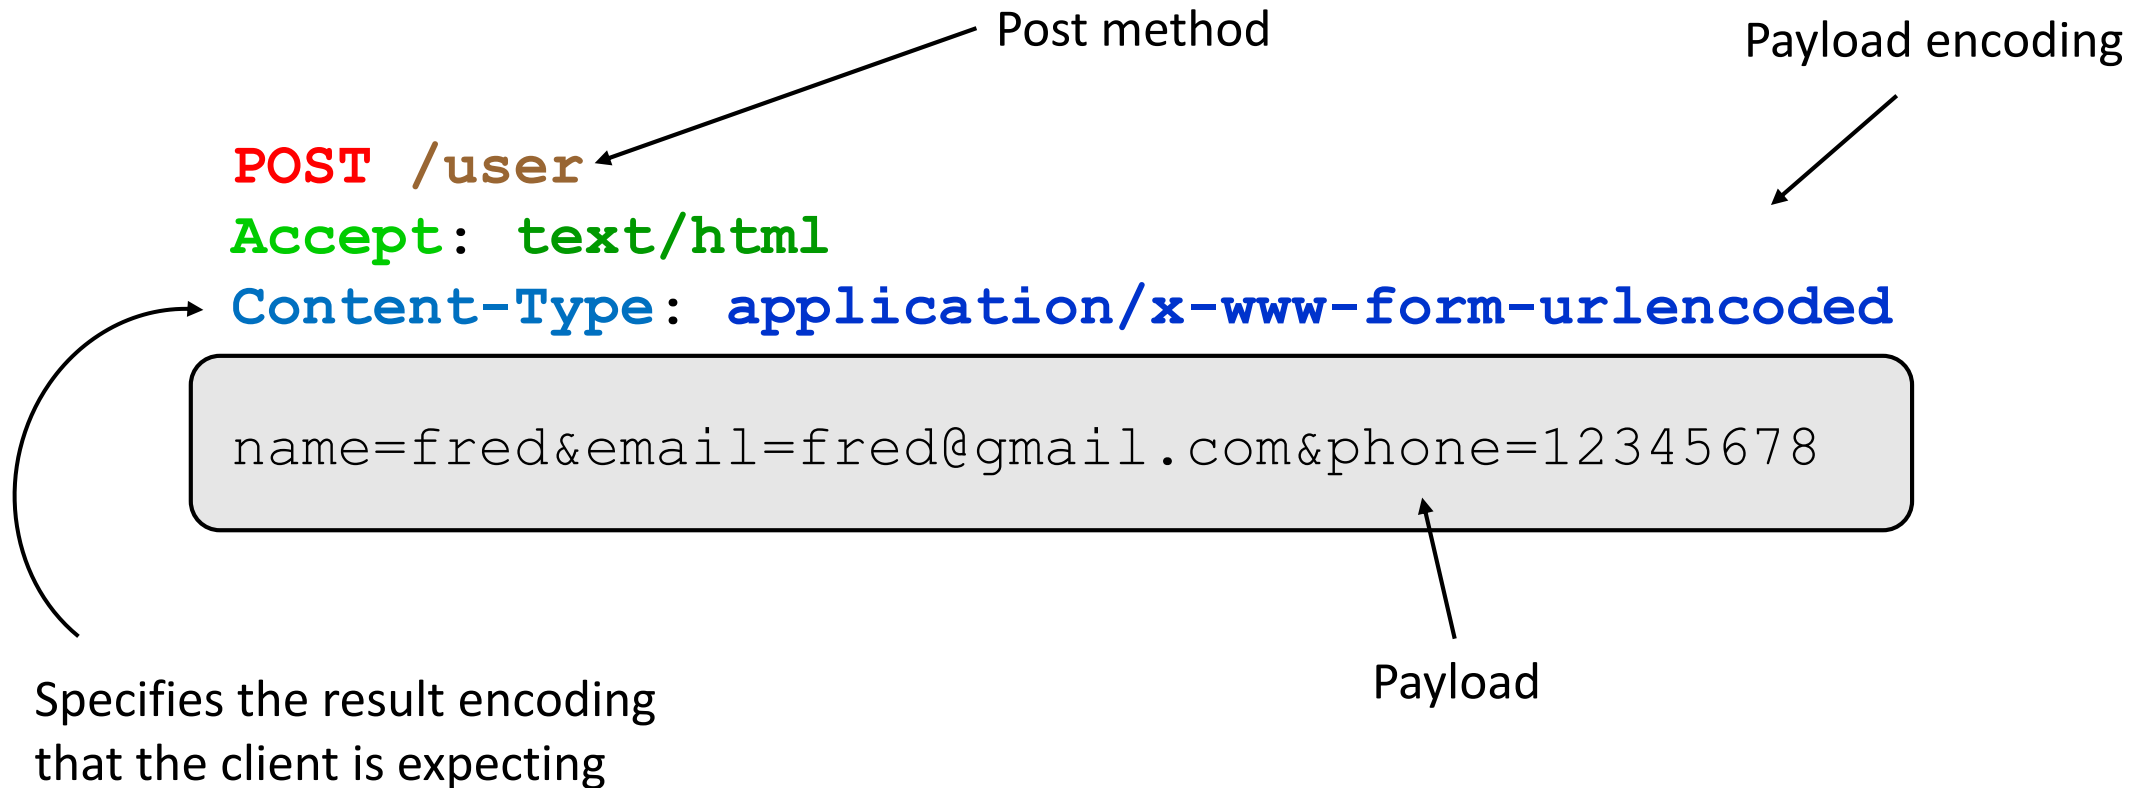 Post method
Payload encoding
POST /user
Accept: text/html
Content-Type: application/x-www-form-urlencoded
name=fred&email=fred@gmail.com&phone=12345678
Payload
Specifies the result encoding
that the client is expecting